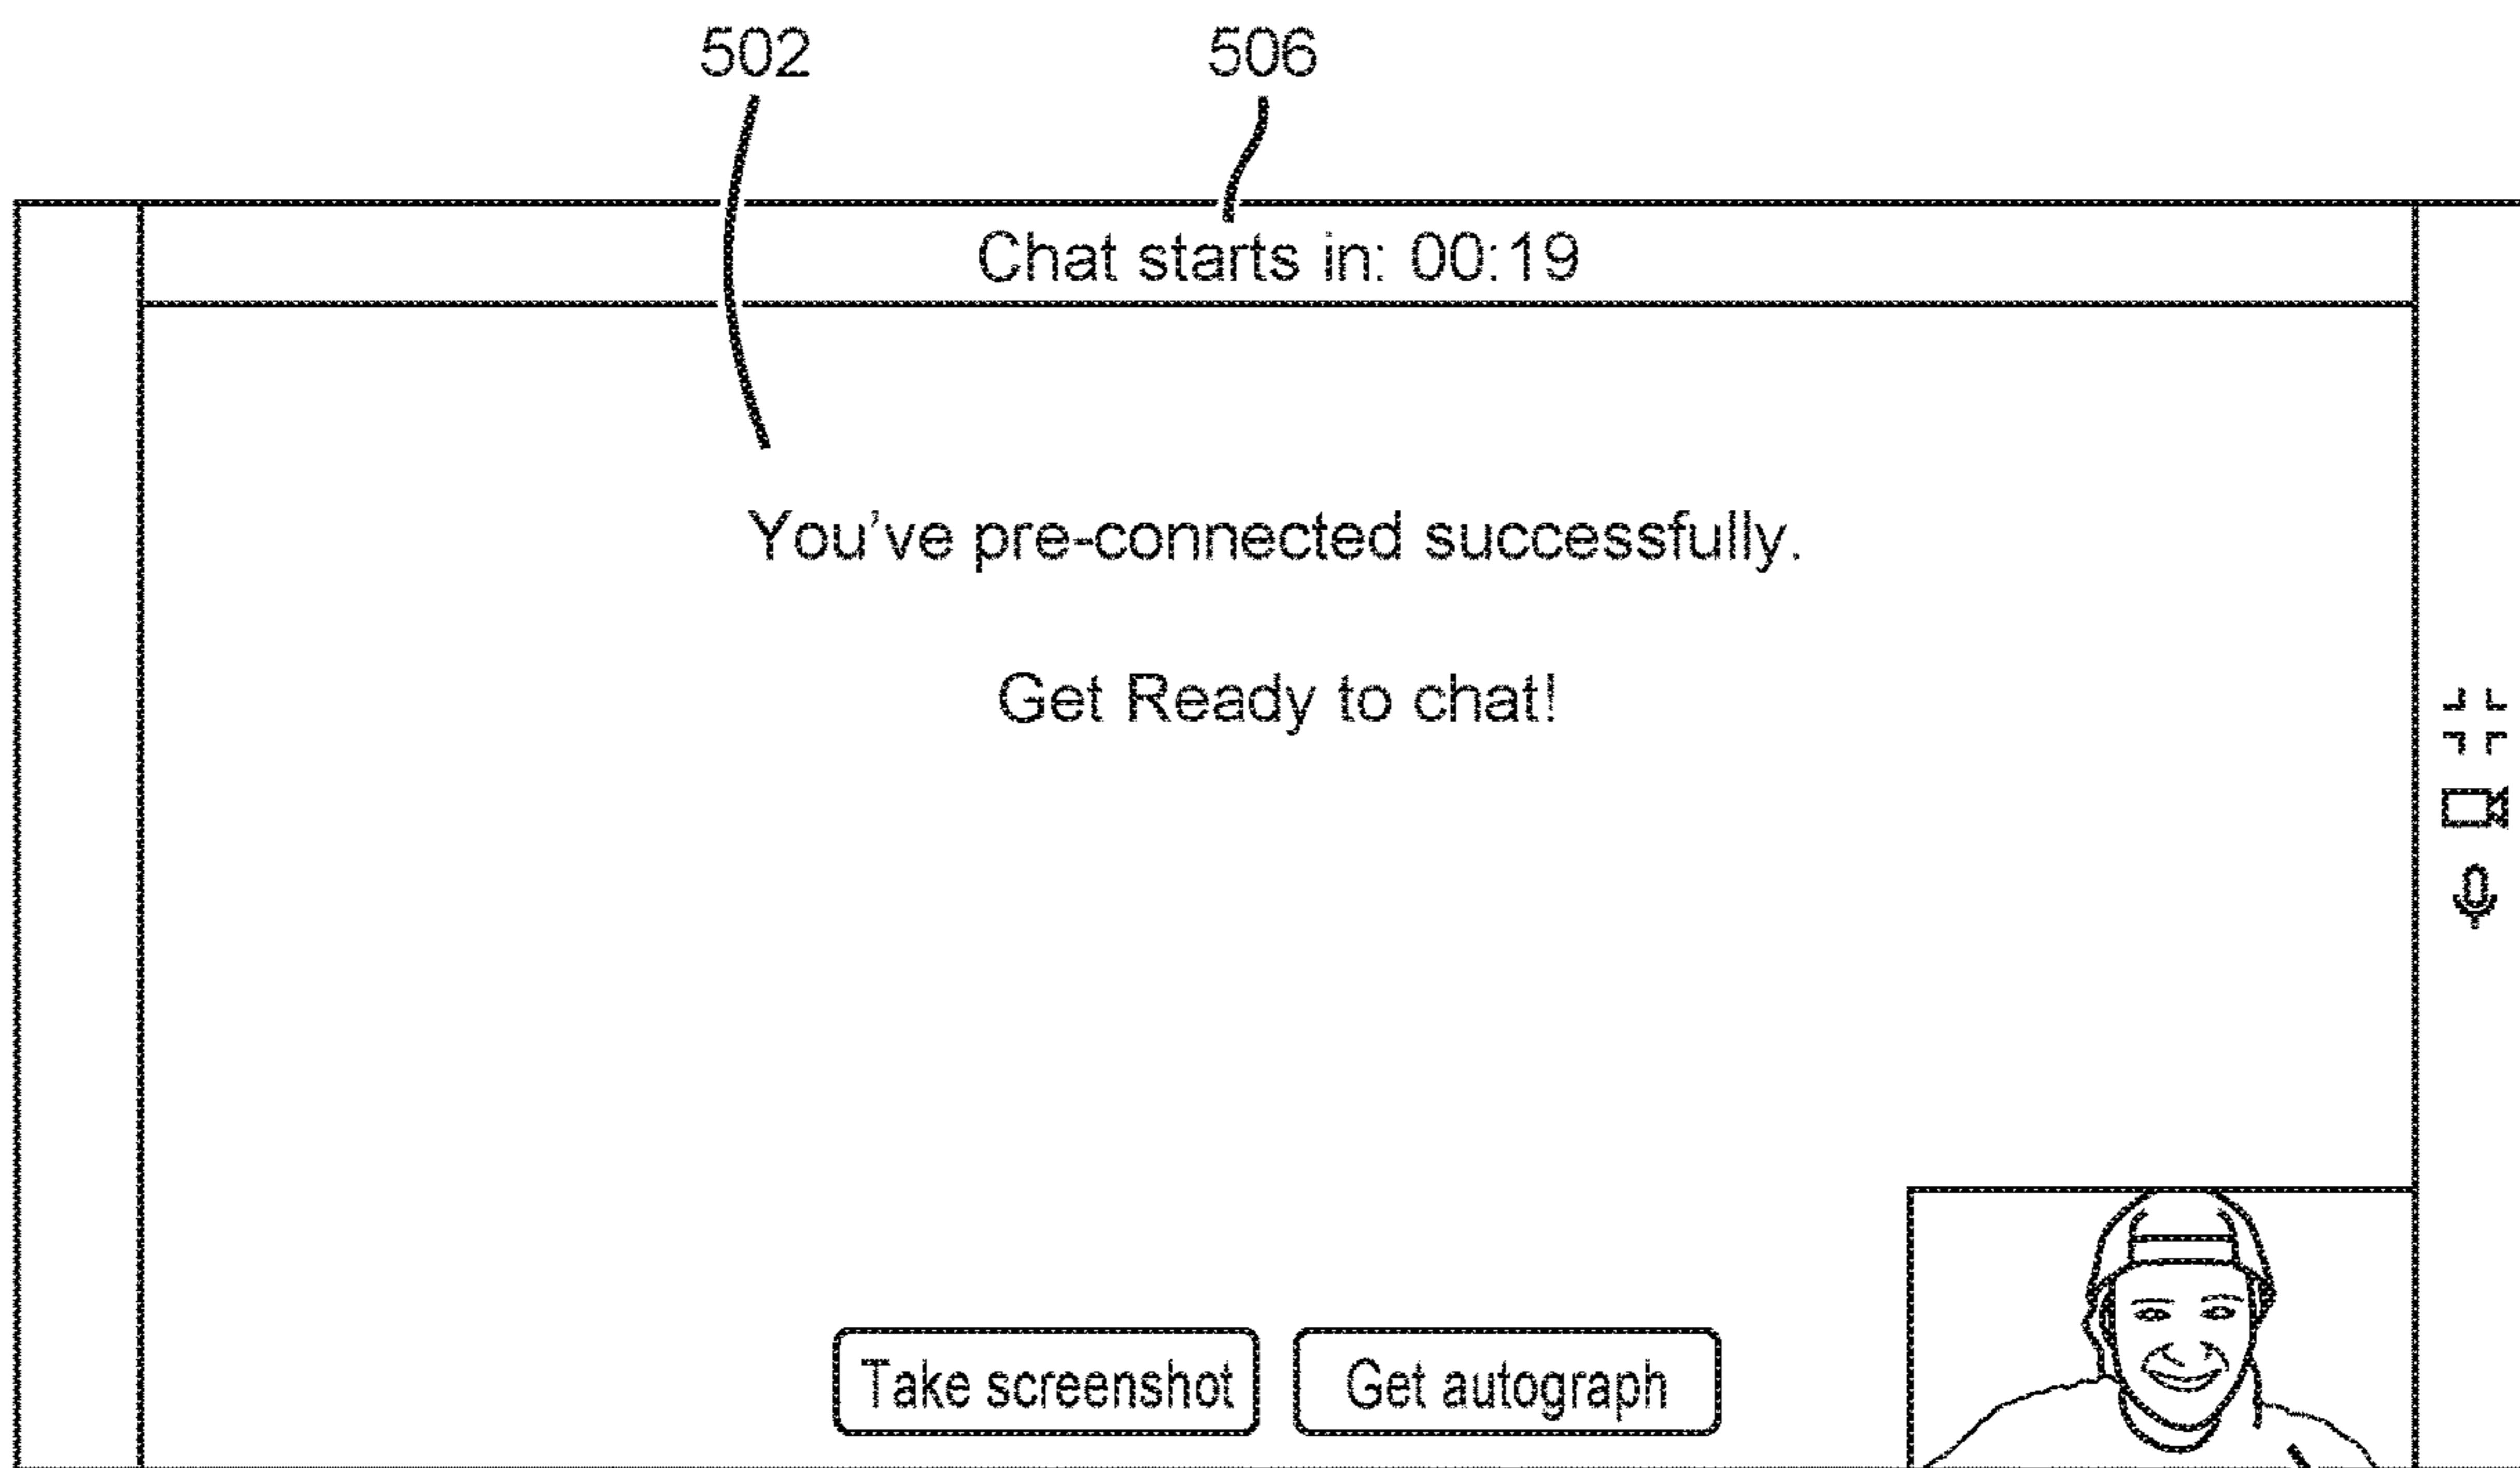 502 506
Chat starts in: 00:19
You've pre-connected successfully.
Get Ready to chat!
Take screenshot Get autograph